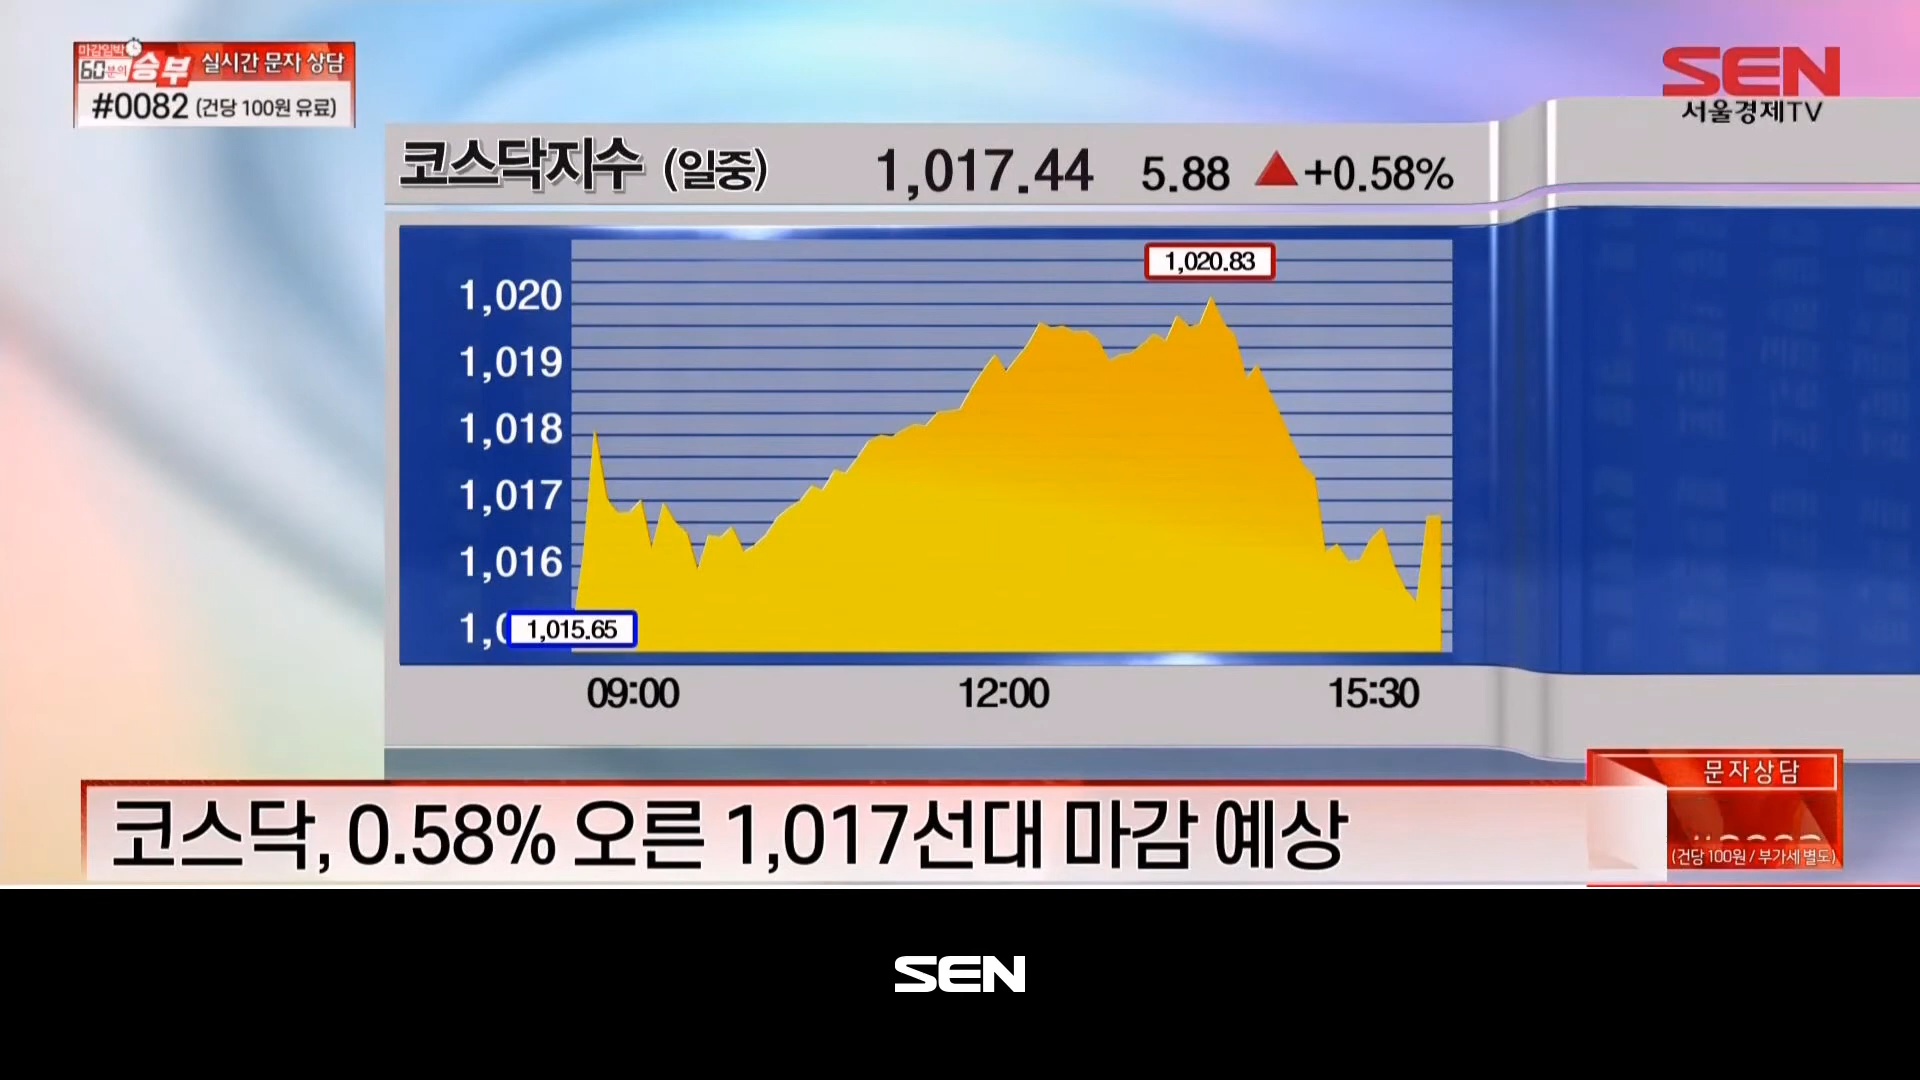 마감임박
60분의 승부 실시간 문자 상담
#0082 (건당 100원 유료)
SEN
서울경제TV
코스닥지수 (일중) 1,017.44 5.88 ▲+0.58%
1,020.83
1,020
1,019
1,018
1,017
1,016
1,015.65
09:00 12:00 15:30
문자상담
(건당 100원 / 부가세 별도)
코스닥, 0.58% 오른 1,017선대 마감 예상
SEN